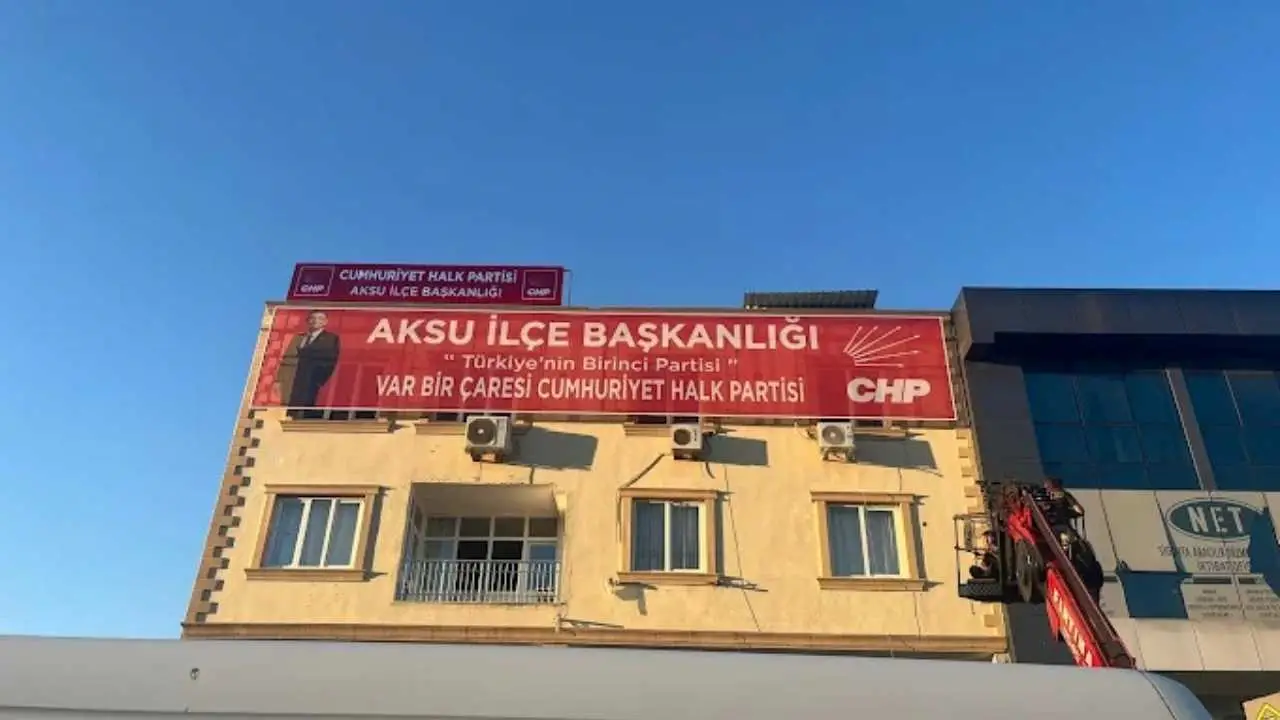 CUMHURİYET HALK PARTİSİ
AKSU İLÇE BAŞKANLIĞI
CHP
CHP
AKSU İLÇE BAŞKANLIĞI
" Türkiye'nin Birinci Partisi "
VAR BİR ÇARESİ CUMHURİYET HALK PARTİSİ
CHP
NET